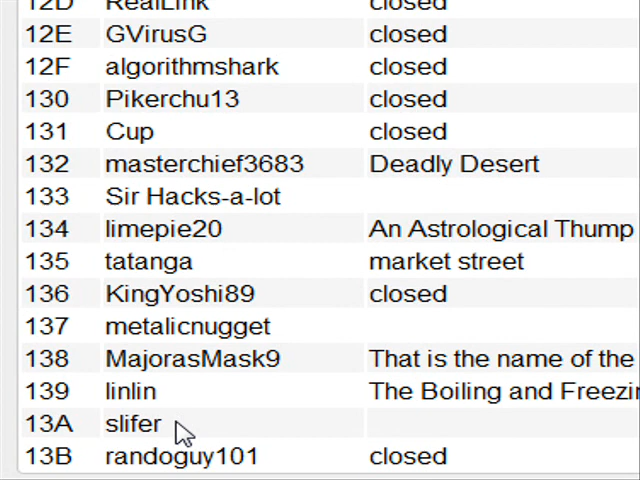 12D RealLink closed
12E GVirusG closed
12F algorithmshark closed
130 Pikerchu13 closed
131 Cup closed
132 masterchief3683 Deadly Desert
133 Sir Hacks-a-lot
134 limepie20 An Astrological Thump
135 tatanga market street
136 KingYoshi89 closed
137 metalicnugget
138 MajorasMask9 That is the name of the
139 linlin The Boiling and
13A slifer
13B randoguy101 closed